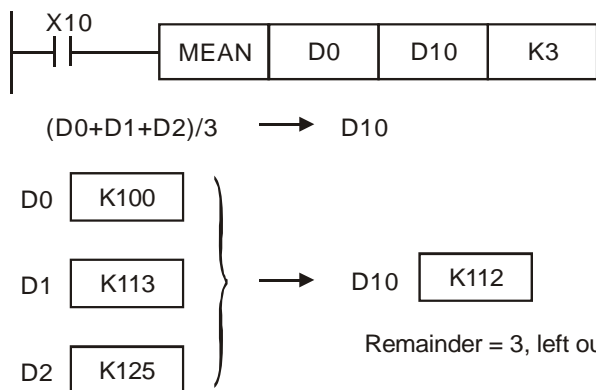 X10
MEAN D0 D10 K3
(D0+D1+D2)/3 D10
D0 K100
D1 K113 D10 K112
Remainder = 3, left
D2 K125